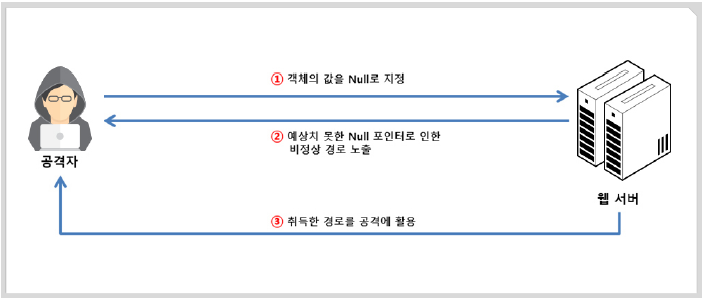 ① 객체의 값을 Null로 지정
② 예상치 못한 Null 포인터로 인한
비정상 경로 노출
공격자
웹 서버
③ 취득한 경로를 공격에 활용